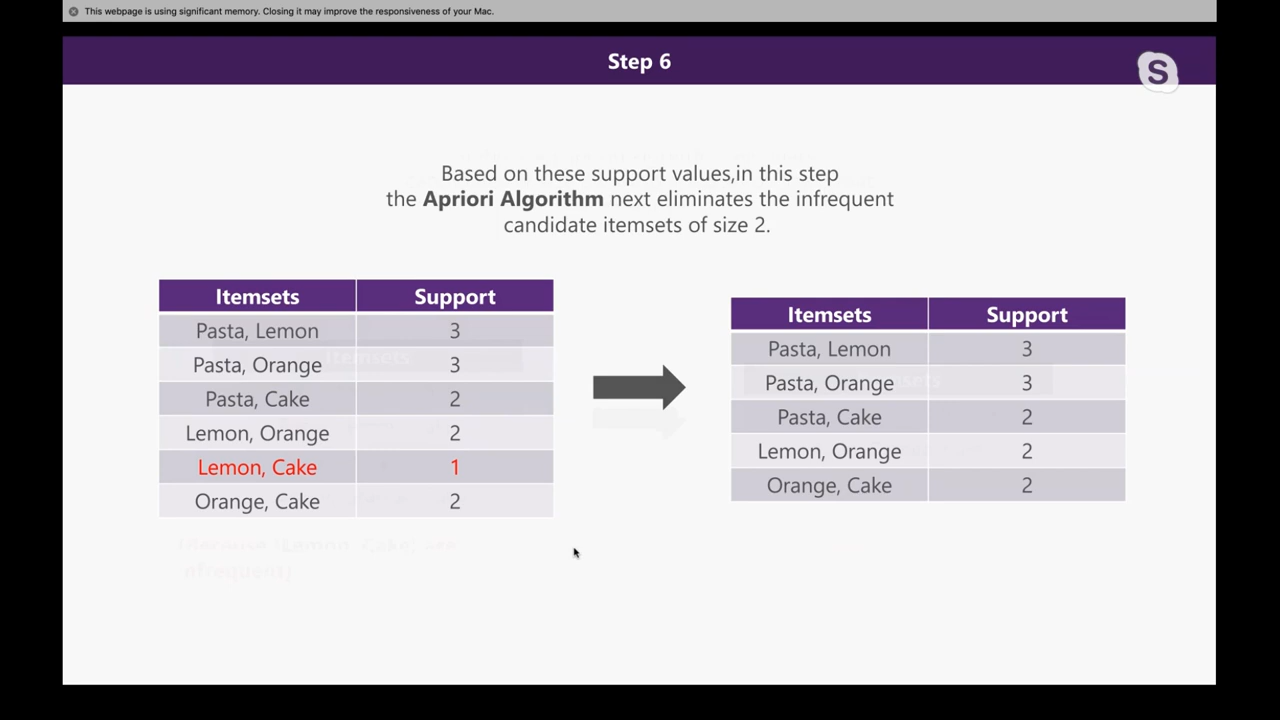 This webpage is using significant memory. Closing it may improve the responsiveness of your Mac.
Step 6
S
Based on these support values,in this step
the Apriori Algorithm next eliminates the infrequent
candidate itemsets of size 2.
Itemsets Support
Pasta, Lemon 3
Pasta, Orange 3
Pasta, Cake 2
Lemon, Orange 2
Lemon, Cake 1
Orange, Cake 2
Itemsets Support
Pasta, Lemon 3
Pasta, Orange 3
Pasta, Cake 2
Lemon, Orange 2
Orange, Cake 2